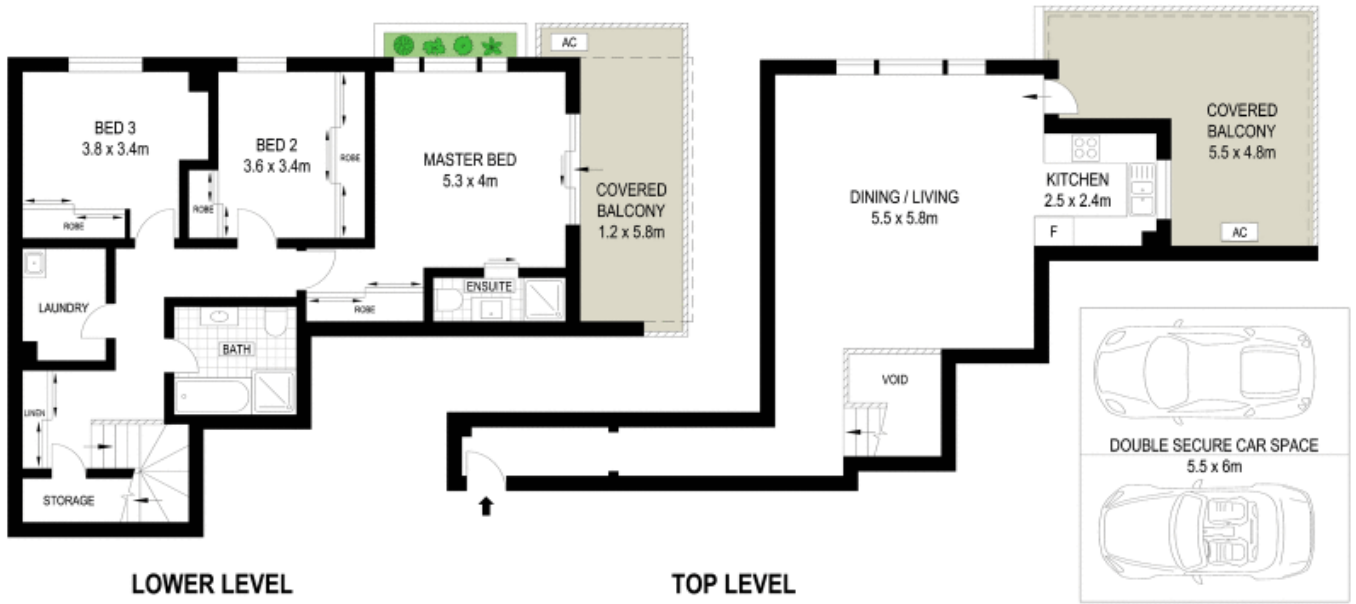 AC
BED 3
3.8 x 3.4m
BED 2
3.6 x 3.4m
ROBE
MASTER BED
5.3 x 4m
COVERED
BALCONY
1.2 x 5.8m
ROBE
ROBE
LAUNDRY
ENSUITE
ROBE
BATH
LINEN
STORAGE
LOWER LEVEL
COVERED
BALCONY
5.5 x 4.8m
DINING / LIVING
5.5 x 5.8m
KITCHEN
2.5 x 2.4m
F
AC
VOID
TOP LEVEL
DOUBLE SECURE CAR SPACE
5.5 x 6m